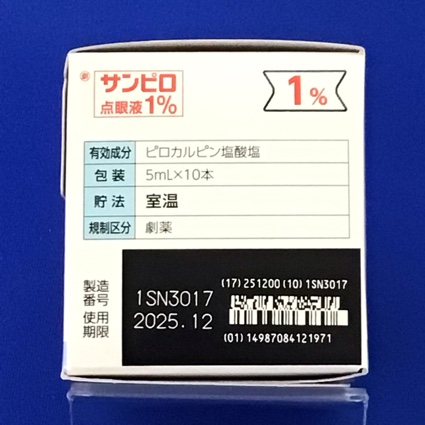 劇 サンピロ
点眼液1%
1%
有効成分 ピロカルピン塩酸塩
包装 5mL×10本
貯法 室温
規制区分 劇薬
(17) 251200 (10) 1SN3017
製造番号 1SN3017
使用期限 2025.12
(01) 14987084121971